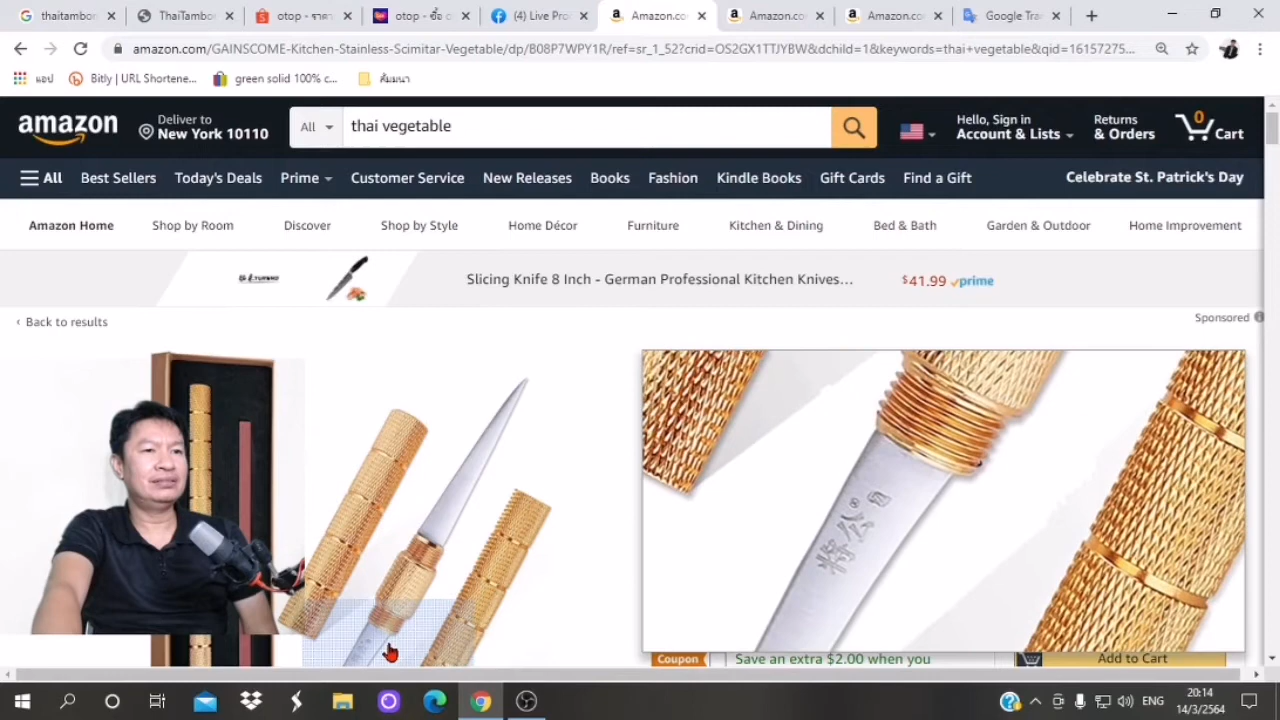 thaitambon
ThaiTambo
otop - ราคา
otop - ซื้อ
(4) Live Pro
Amazon.co
Amazon.co
Amazon.co
Google Tra
amazon.com/GAINSCOME-Kitchen-Stainless-Scimitar-Vegetable/dp/B08P7WPY1R/ref=sr_1_52?crid=OS2GX1TTJYBW&dchild=1&keywords=thai+vegetable&qid=16157275...
แอป
Bitly | URL Shortene...
green solid 100% c...
สัมมนา
amazon
Deliver to
New York 10110
All
thai vegetable
Hello, Sign in
Account & Lists
Returns
& Orders
0
Cart
All
Best Sellers
Today's Deals
Prime
Customer Service
New Releases
Books
Fashion
Kindle Books
Gift Cards
Find a Gift
Celebrate St. Patrick's Day
Amazon Home
Shop by Room
Discover
Shop by Style
Home Décor
Furniture
Kitchen & Dining
Bed & Bath
Garden & Outdoor
Home Improvement
TURWHO
Slicing Knife 8 Inch - German Professional Kitchen Knives...
$41.99
prime
‹ Back to results
Sponsored
Coupon
Save an extra $2.00 when you
Add to Cart
ENG
20:14
14/3/2564